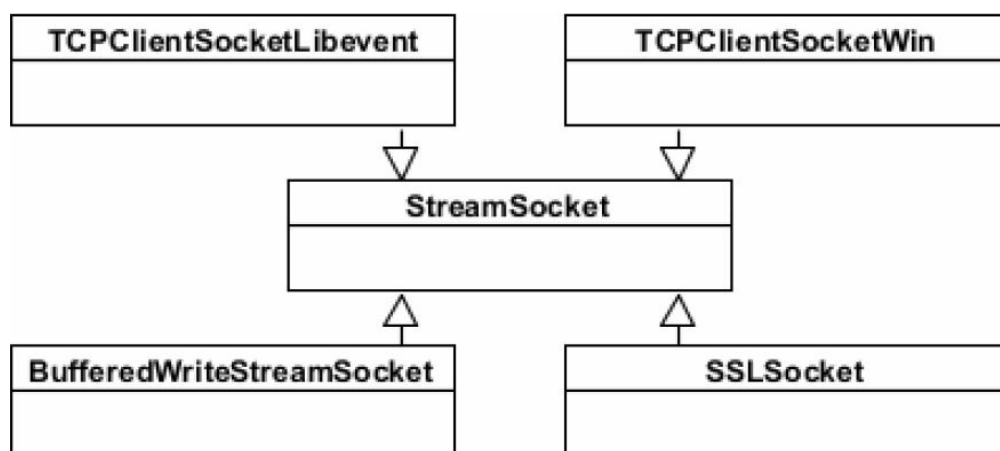 TCPClientSocketLibevent
TCPClientSocketWin
StreamSocket
BufferedWriteStreamSocket
SSLSocket